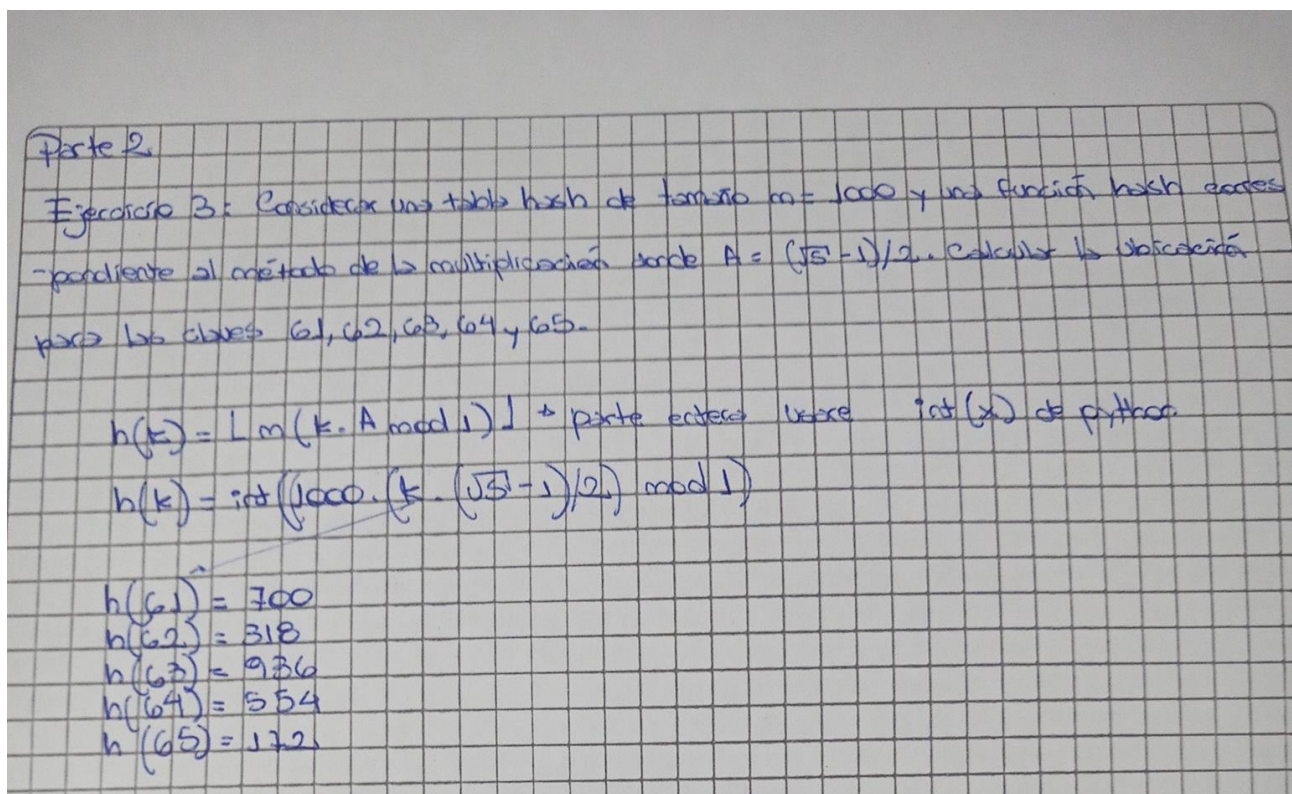 Parte 2
Ejercicio 3: Considerar una tabla hash de tamaño m = 1000 y una función hash corres
-pondiente al método de la multiplicación donde A = (√5 - 1)/2. Calcular la ubicación
para las claves 61, 62, 63, 64 y 65.
h(k) = ⌊m(k. A mod 1)⌋ → parte entera usare int(x) de python
h(k) = int(1000. (k. (√5 - 1)/2) mod 1)
h(61) = 700
h(62) = 318
h(63) = 936
h(64) = 554
h(65) = 172